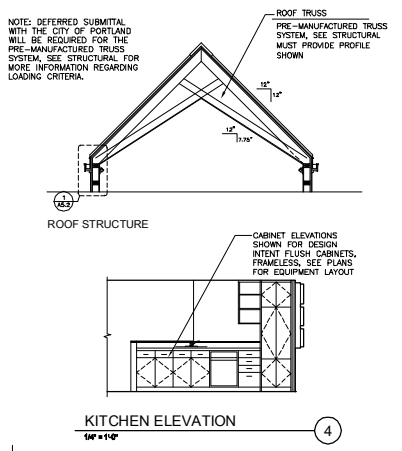 NOTE: DEFERRED SUBMITTAL
WITH THE CITY OF PORTLAND
WILL BE REQUIRED FOR THE
PRE-MANUFACTURED TRUSS
SYSTEM, SEE STRUCTURAL FOR
MORE INFORMATION REGARDING
LOADING CRITERIA.
ROOF TRUSS
PRE-MANUFACTURED TRUSS
SYSTEM, SEE STRUCTURAL
MUST PROVIDE PROFILE
SHOWN
12"
12"
12"
7.75"
1
A5.2
ROOF STRUCTURE
CABINET ELEVATIONS
SHOWN FOR DESIGN
INTENT FLUSH CABINETS,
FRAMELESS, SEE PLANS
FOR EQUIPMENT LAYOUT
KITCHEN ELEVATION
1/4" = 1'-0"
4